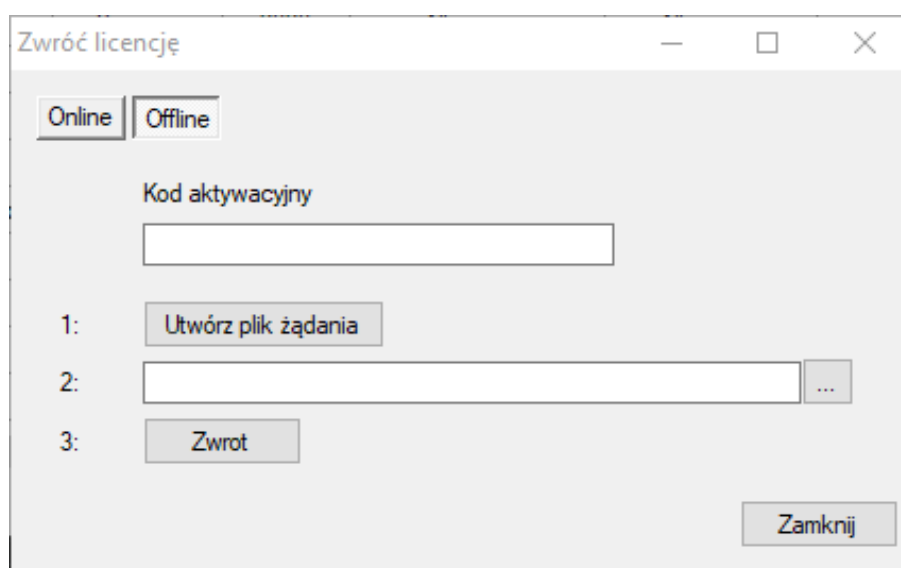 Zwróć licencję
Online Offline
Kod aktywacyjny
1: Utwórz plik żądania
2: ...
3: Zwrot
Zamknij